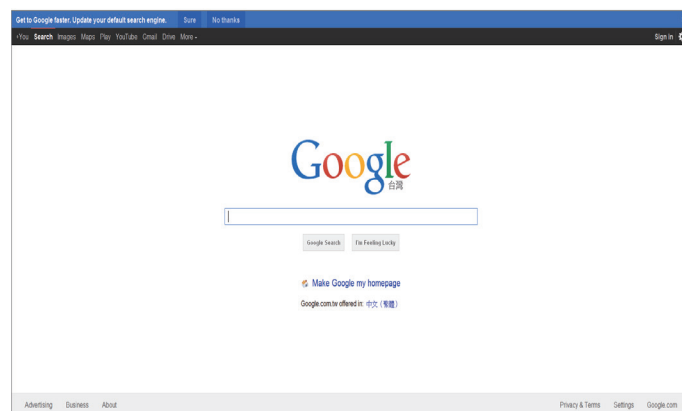 Get to Google faster. Update your default search engine. Sure No thanks
+You Search Images Maps Play YouTube Gmail Drive More Sign in
Google
台灣
Google Search I'm Feeling Lucky
Make Google my homepage
Google.com.tw offered in: 中文（繁體）
Advertising Business About Privacy & Terms Settings Google.com